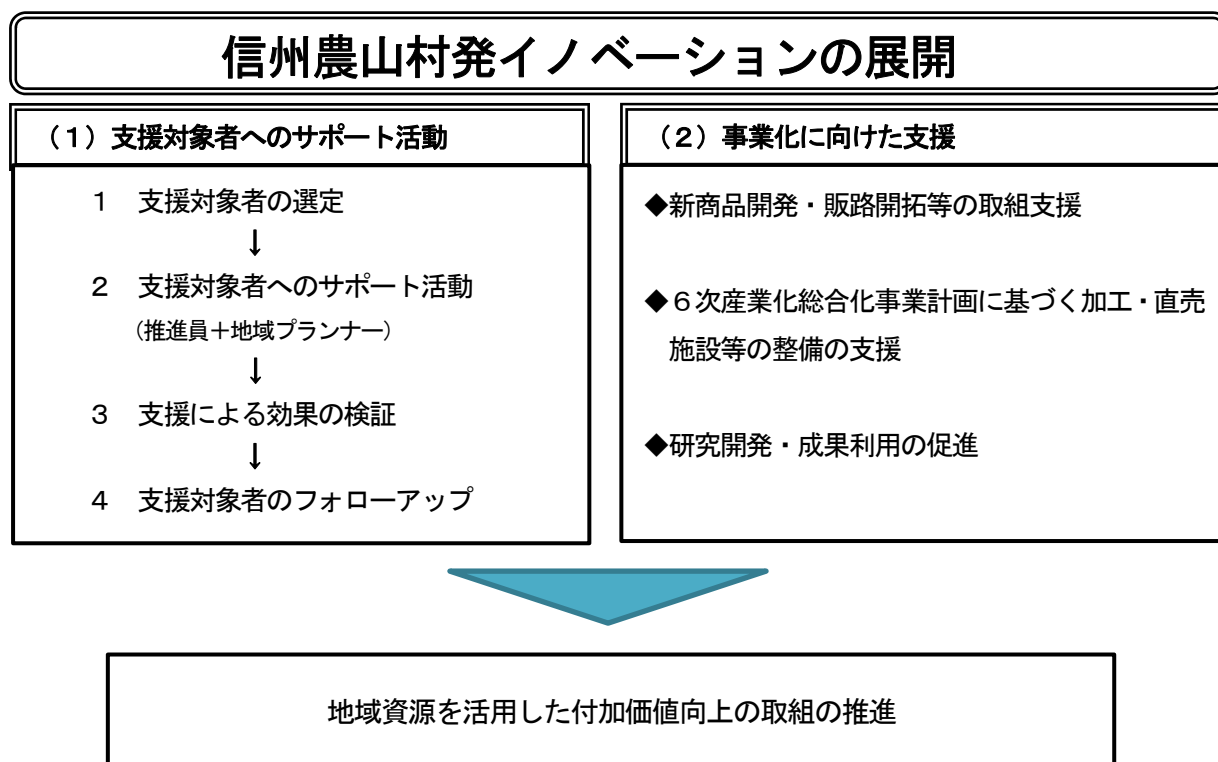 信州農山村発イノベーションの展開
（１）支援対象者へのサポート活動
１　支援対象者の選定
↓
２　支援対象者へのサポート活動
（推進員＋地域プランナー）
↓
３　支援による効果の検証
↓
４　支援対象者のフォローアップ
（２）事業化に向けた支援
◆新商品開発・販路開拓等の取組支援
◆６次産業化総合化事業計画に基づく加工・直売
施設等の整備の支援
◆研究開発・成果利用の促進
地域資源を活用した付加価値向上の取組の推進